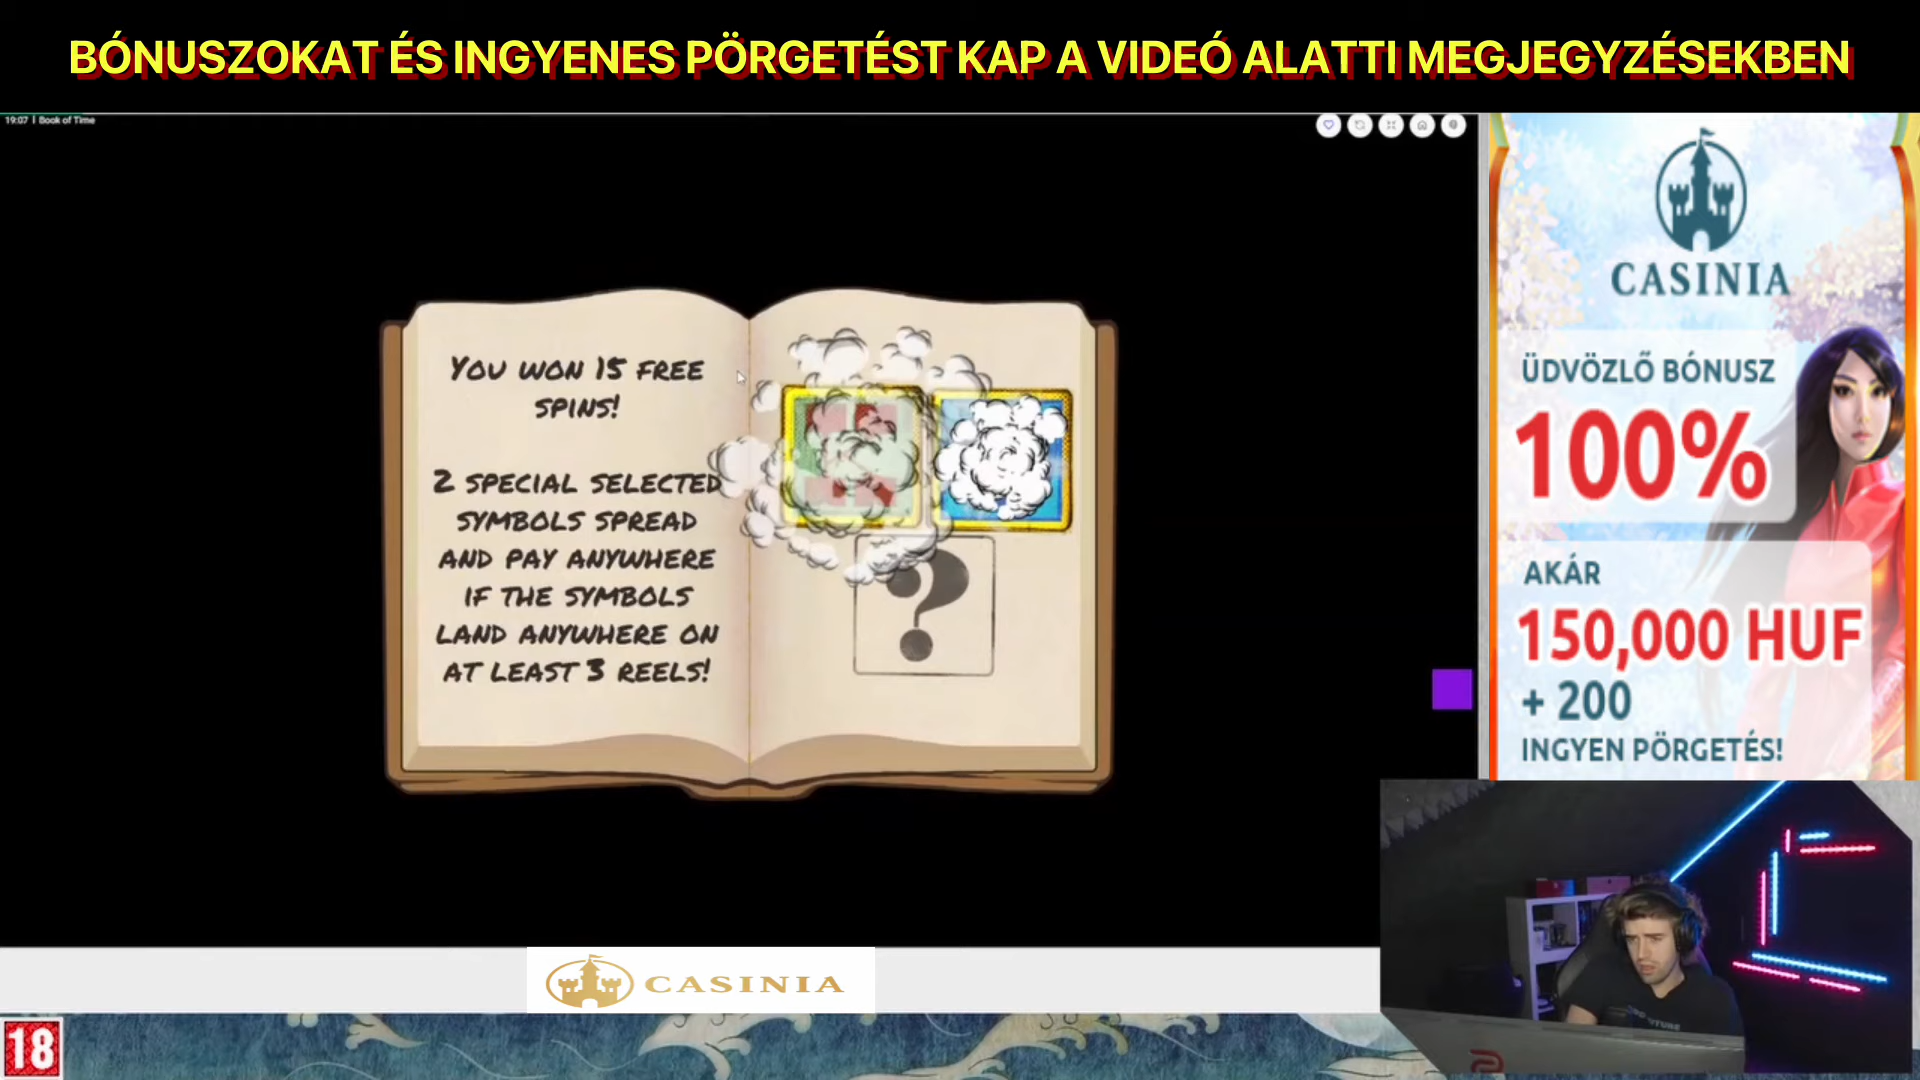 BÓNUSZOKAT ÉS INGYENES PÖRGETÉST KAP A VIDEÓ ALATTI MEGJEGYZÉSEKBEN
19:07 | Book of Time
YOU WON 15 FREE
SPINS!
2 SPECIAL SELECTED
SYMBOLS SPREAD
AND PAY ANYWHERE
IF THE SYMBOLS
LAND ANYWHERE ON
AT LEAST 3 REELS!
?
CASINIA
ÜDVÖZLŐ BÓNUSZ
100%
AKÁR
150,000 HUF
+ 200
INGYEN PÖRGETÉS!
CASINIA
18